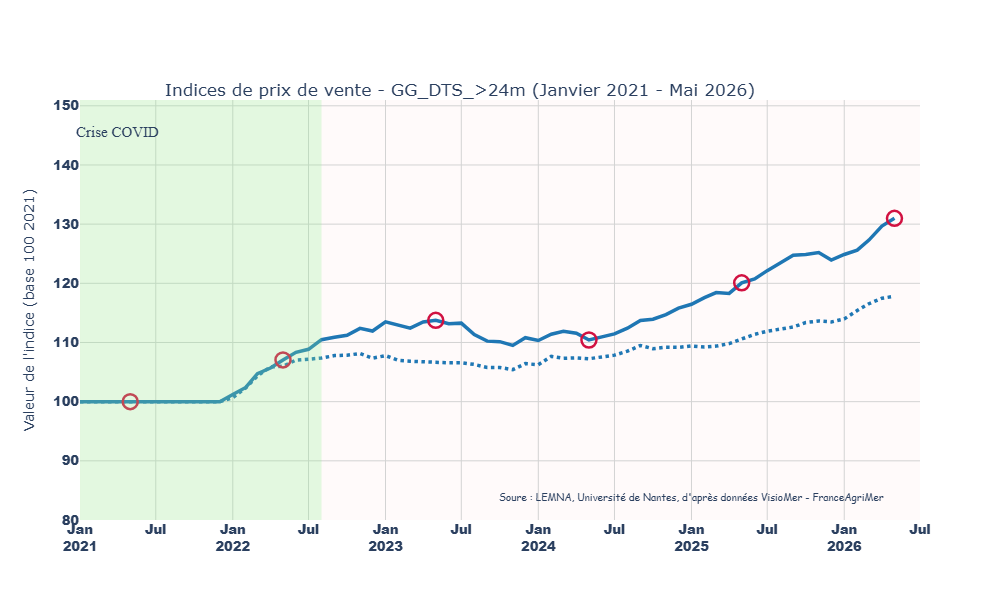 Indices de prix de vente - GG_DTS_>24m (Janvier 2021 - Mai 2026)
150
Crise COVID
140
130
120
110
100
90
80
Valeur de l'indice (base 100 2021)
Soure : LEMNA, Université de Nantes, d'après données VisioMer - FranceAgriMer
Jan Jul Jan Jul Jan Jul Jan Jul Jan Jul Jan Jul
2021 2022 2023 2024 2025 2026